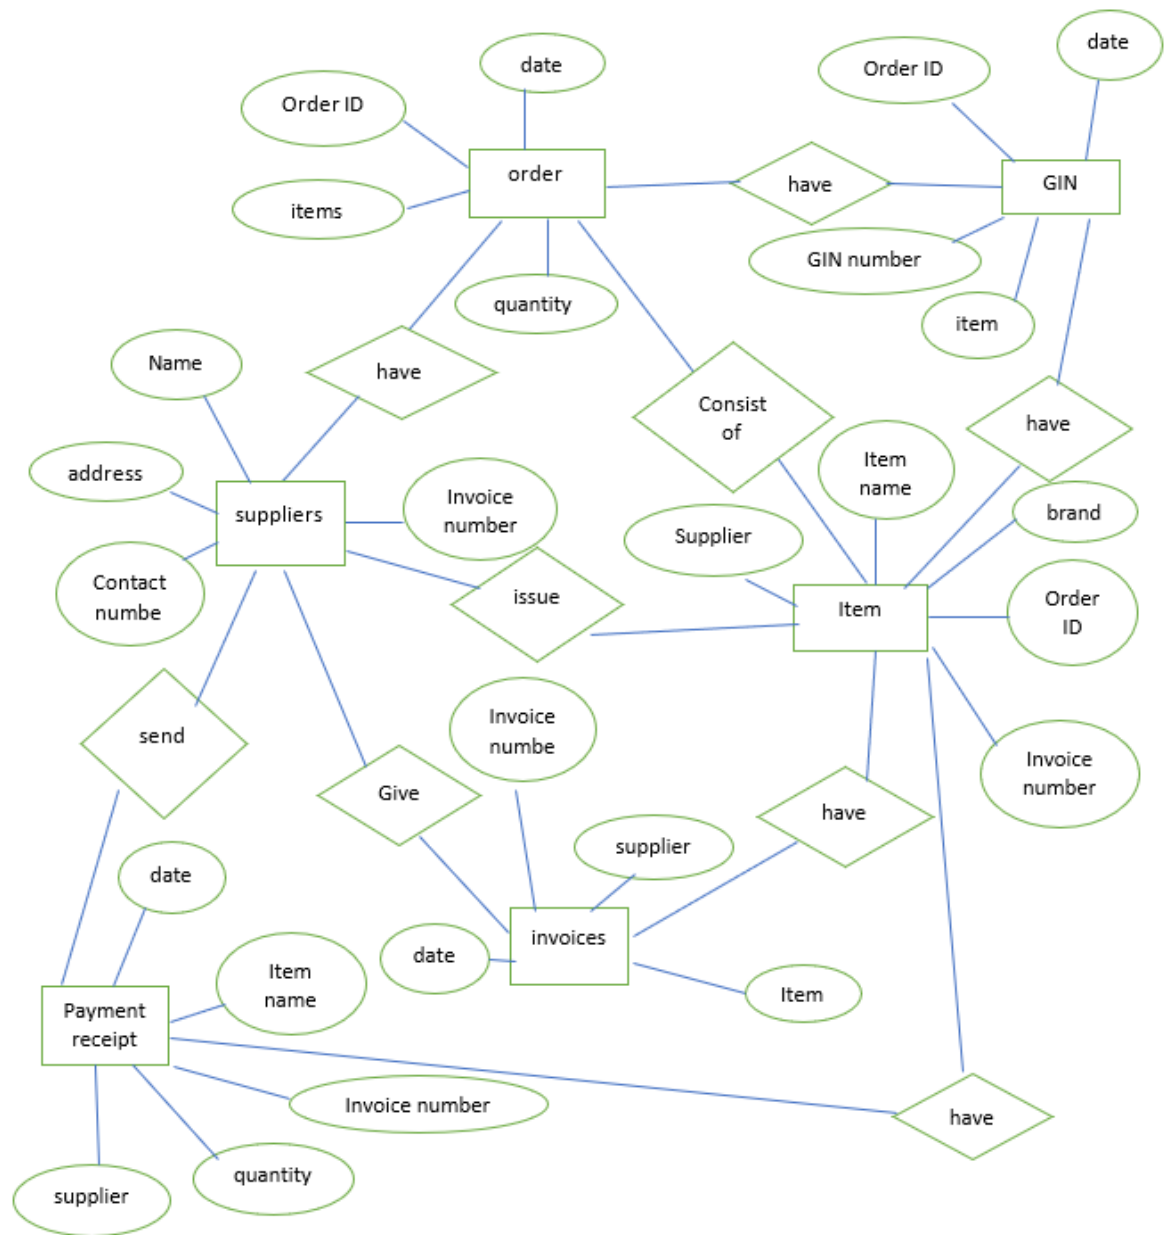 date
Order ID
date
Order ID
order
have
GIN
items
GIN number
quantity
item
Name
have
Consist
of
have
Item
name
address
suppliers
Invoice
number
Supplier
brand
Contact
numbe
issue
Item
Order
ID
send
Invoice
numbe
Invoice
number
Give
have
supplier
date
invoices
date
Item
name
Item
Payment
receipt
Invoice number
have
quantity
supplier